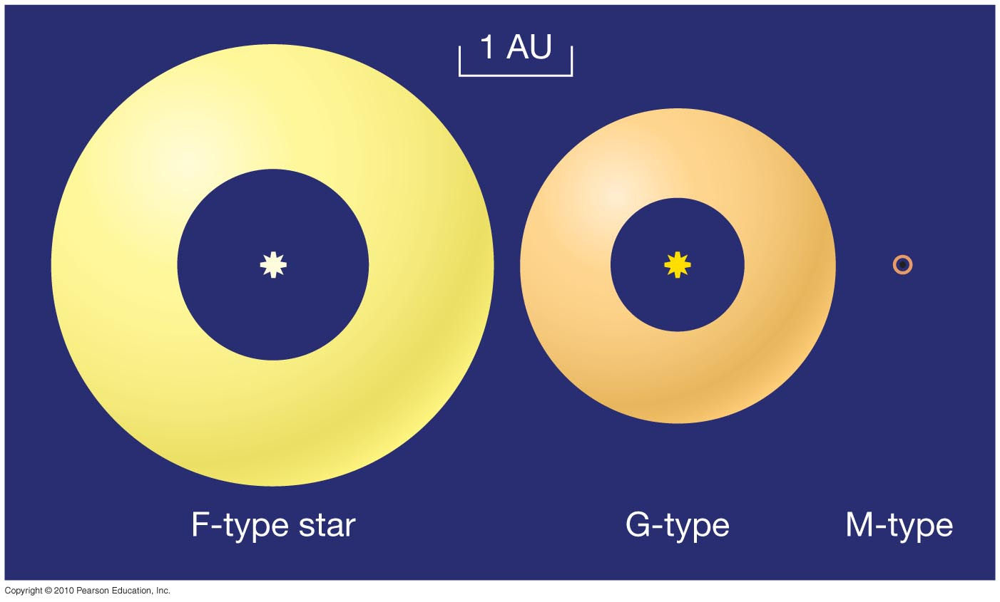 1 AU
F-type star
G-type
M-type
Copyright © 2010 Pearson Education, Inc.